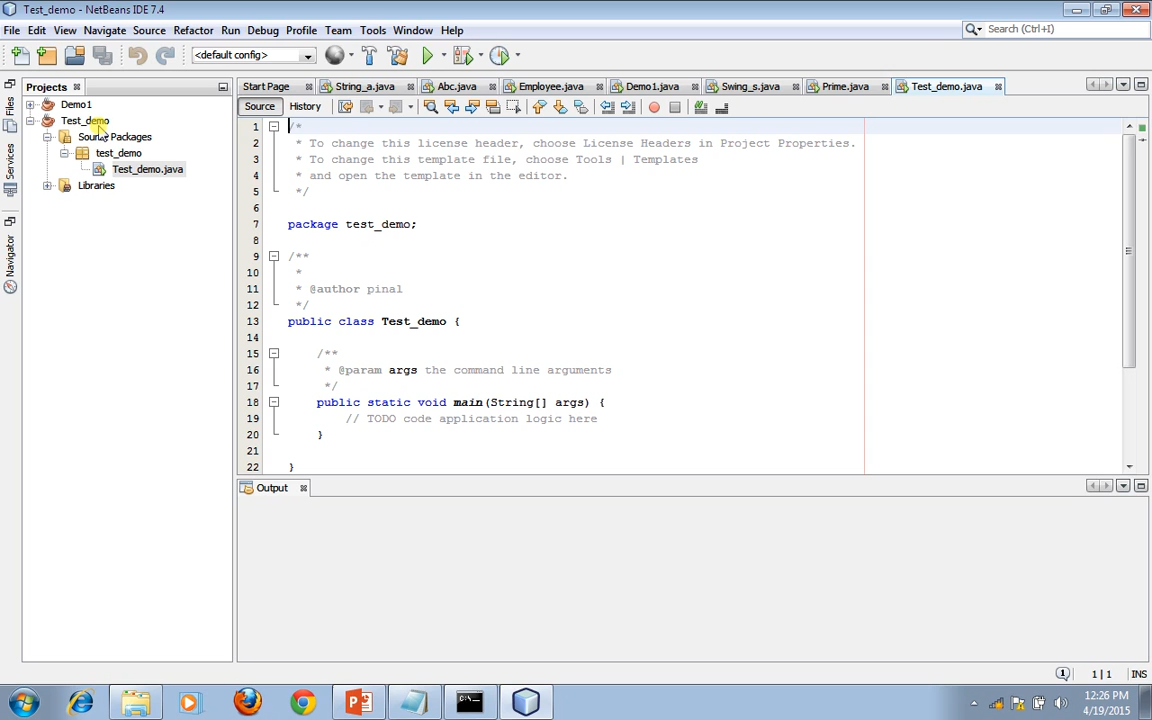 Test_demo - NetBeans IDE 7.4
File Edit View Navigate Source Refactor Run Debug Profile Team Tools Window Help
Search (Ctrl+I)
<default config>
Projects
Start Page String_a.java Abc.java Employee.java Demo1.java Swing_s.java Prime.java Test_demo.java
Source History
Files
Services
Navigator
Demo1
Test_demo
Source Packages
test_demo
Test_demo.java
Libraries
1 /*
2 * To change this license header, choose License Headers in Project Properties.
3 * To change this template file, choose Tools | Templates
4 * and open the template in the editor.
5 */
6
7 package test_demo;
8
9 /**
10 *
11 * @author pinal
12 */
13 public class Test_demo {
14
15 /**
16 * @param args the command line arguments
17 */
18 public static void main(String[] args) {
19 // TODO code application logic here
20 }
21
22 }
Output
1 1|1 INS
12:26 PM
4/19/2015